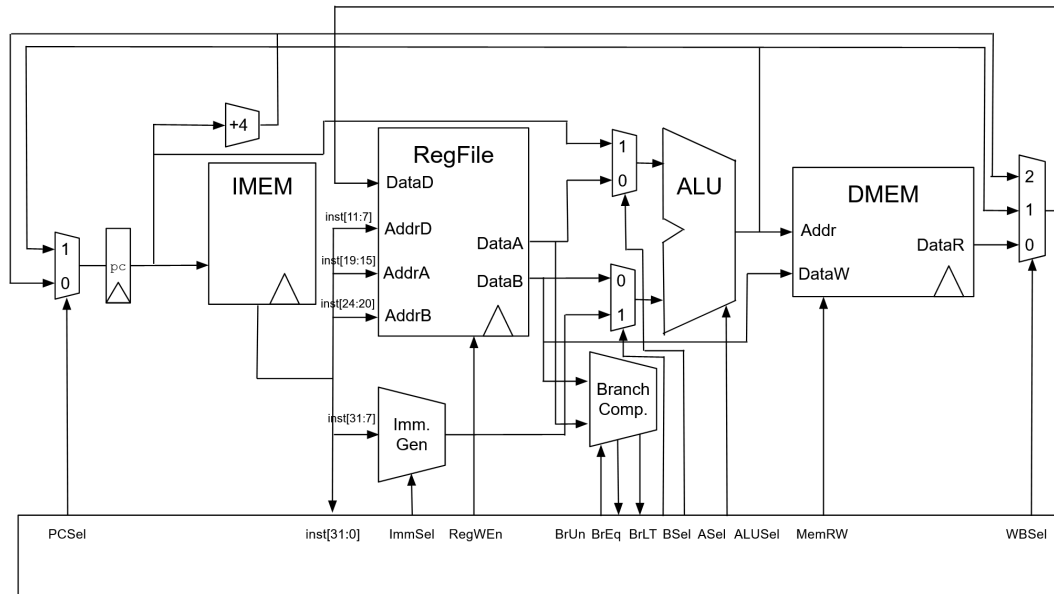 +4
RegFile
1
0
ALU
IMEM
DataD
DMEM
2
1
0
inst[11:7]
AddrD
Addr
1
0
pc
inst[19:15]
AddrA
DataA
DataB
DataR
0
1
DataW
inst[24:20]
AddrB
Branch
Comp.
inst[31:7]
Imm.
Gen
PCSel
inst[31:0]
ImmSel
RegWEn
BrUn
BrEq
BrLT
BSel
ASel
ALUSel
MemRW
WBSel